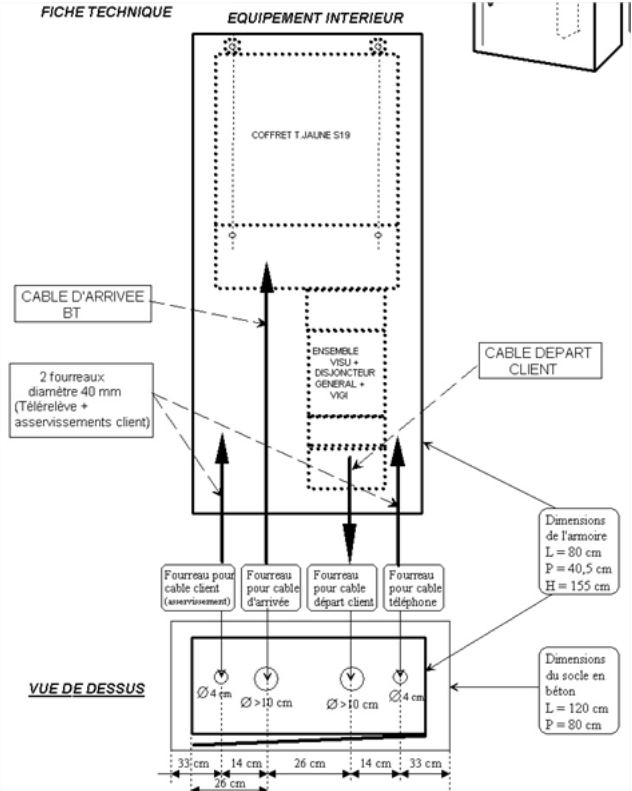 FICHE TECHNIQUE
EQUIPEMENT INTERIEUR
COFFRET T.JAUNE S19
CABLE D'ARRIVEE
BT
ENSEMBLE
VISU +
DISJONCTEUR
GENERAL +
VIGI
CABLE DEPART
CLIENT
2 fourreaux
diamètre 40 mm
(Télérelève +
asservissements client)
Dimensions
de l'armoire
L = 80 cm
P = 40,5 cm
H = 155 cm
Fourreau pour
cable client
(asservissement)
Fourreau
pour cable
d'arrivée
Fourreau
pour cable
départ client
Fourreau
pour cable
téléphone
VUE DE DESSUS
Ø 4 cm
Ø >10 cm
Ø >10 cm
Ø 4 cm
Dimensions
du socle en
béton
L = 120 cm
P = 80 cm
33 cm
14 cm
26 cm
14 cm
33 cm
26 cm